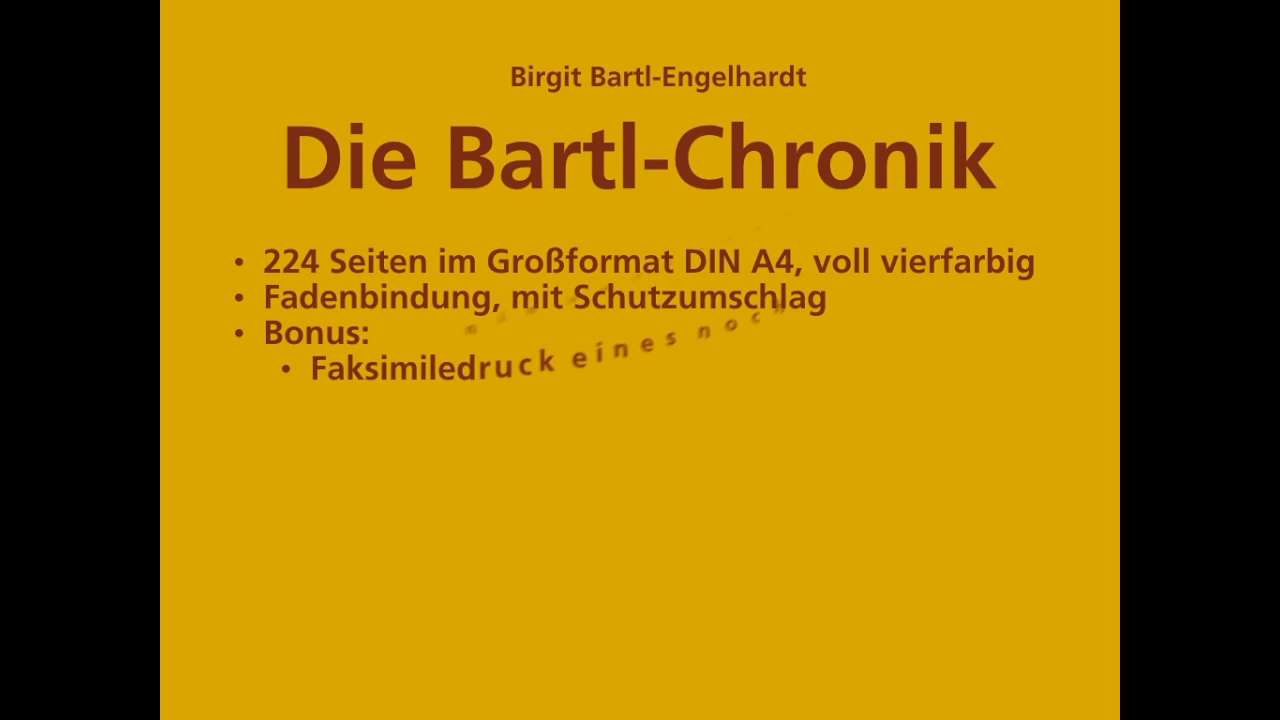 Birgit Bartl-Engelhardt
Die Bartl-Chronik
• 224 Seiten im Großformat DIN A4, voll vierfarbig
• Fadenbindung, mit Schutzumschlag
• Bonus:
• Faksimiledruck eines noch